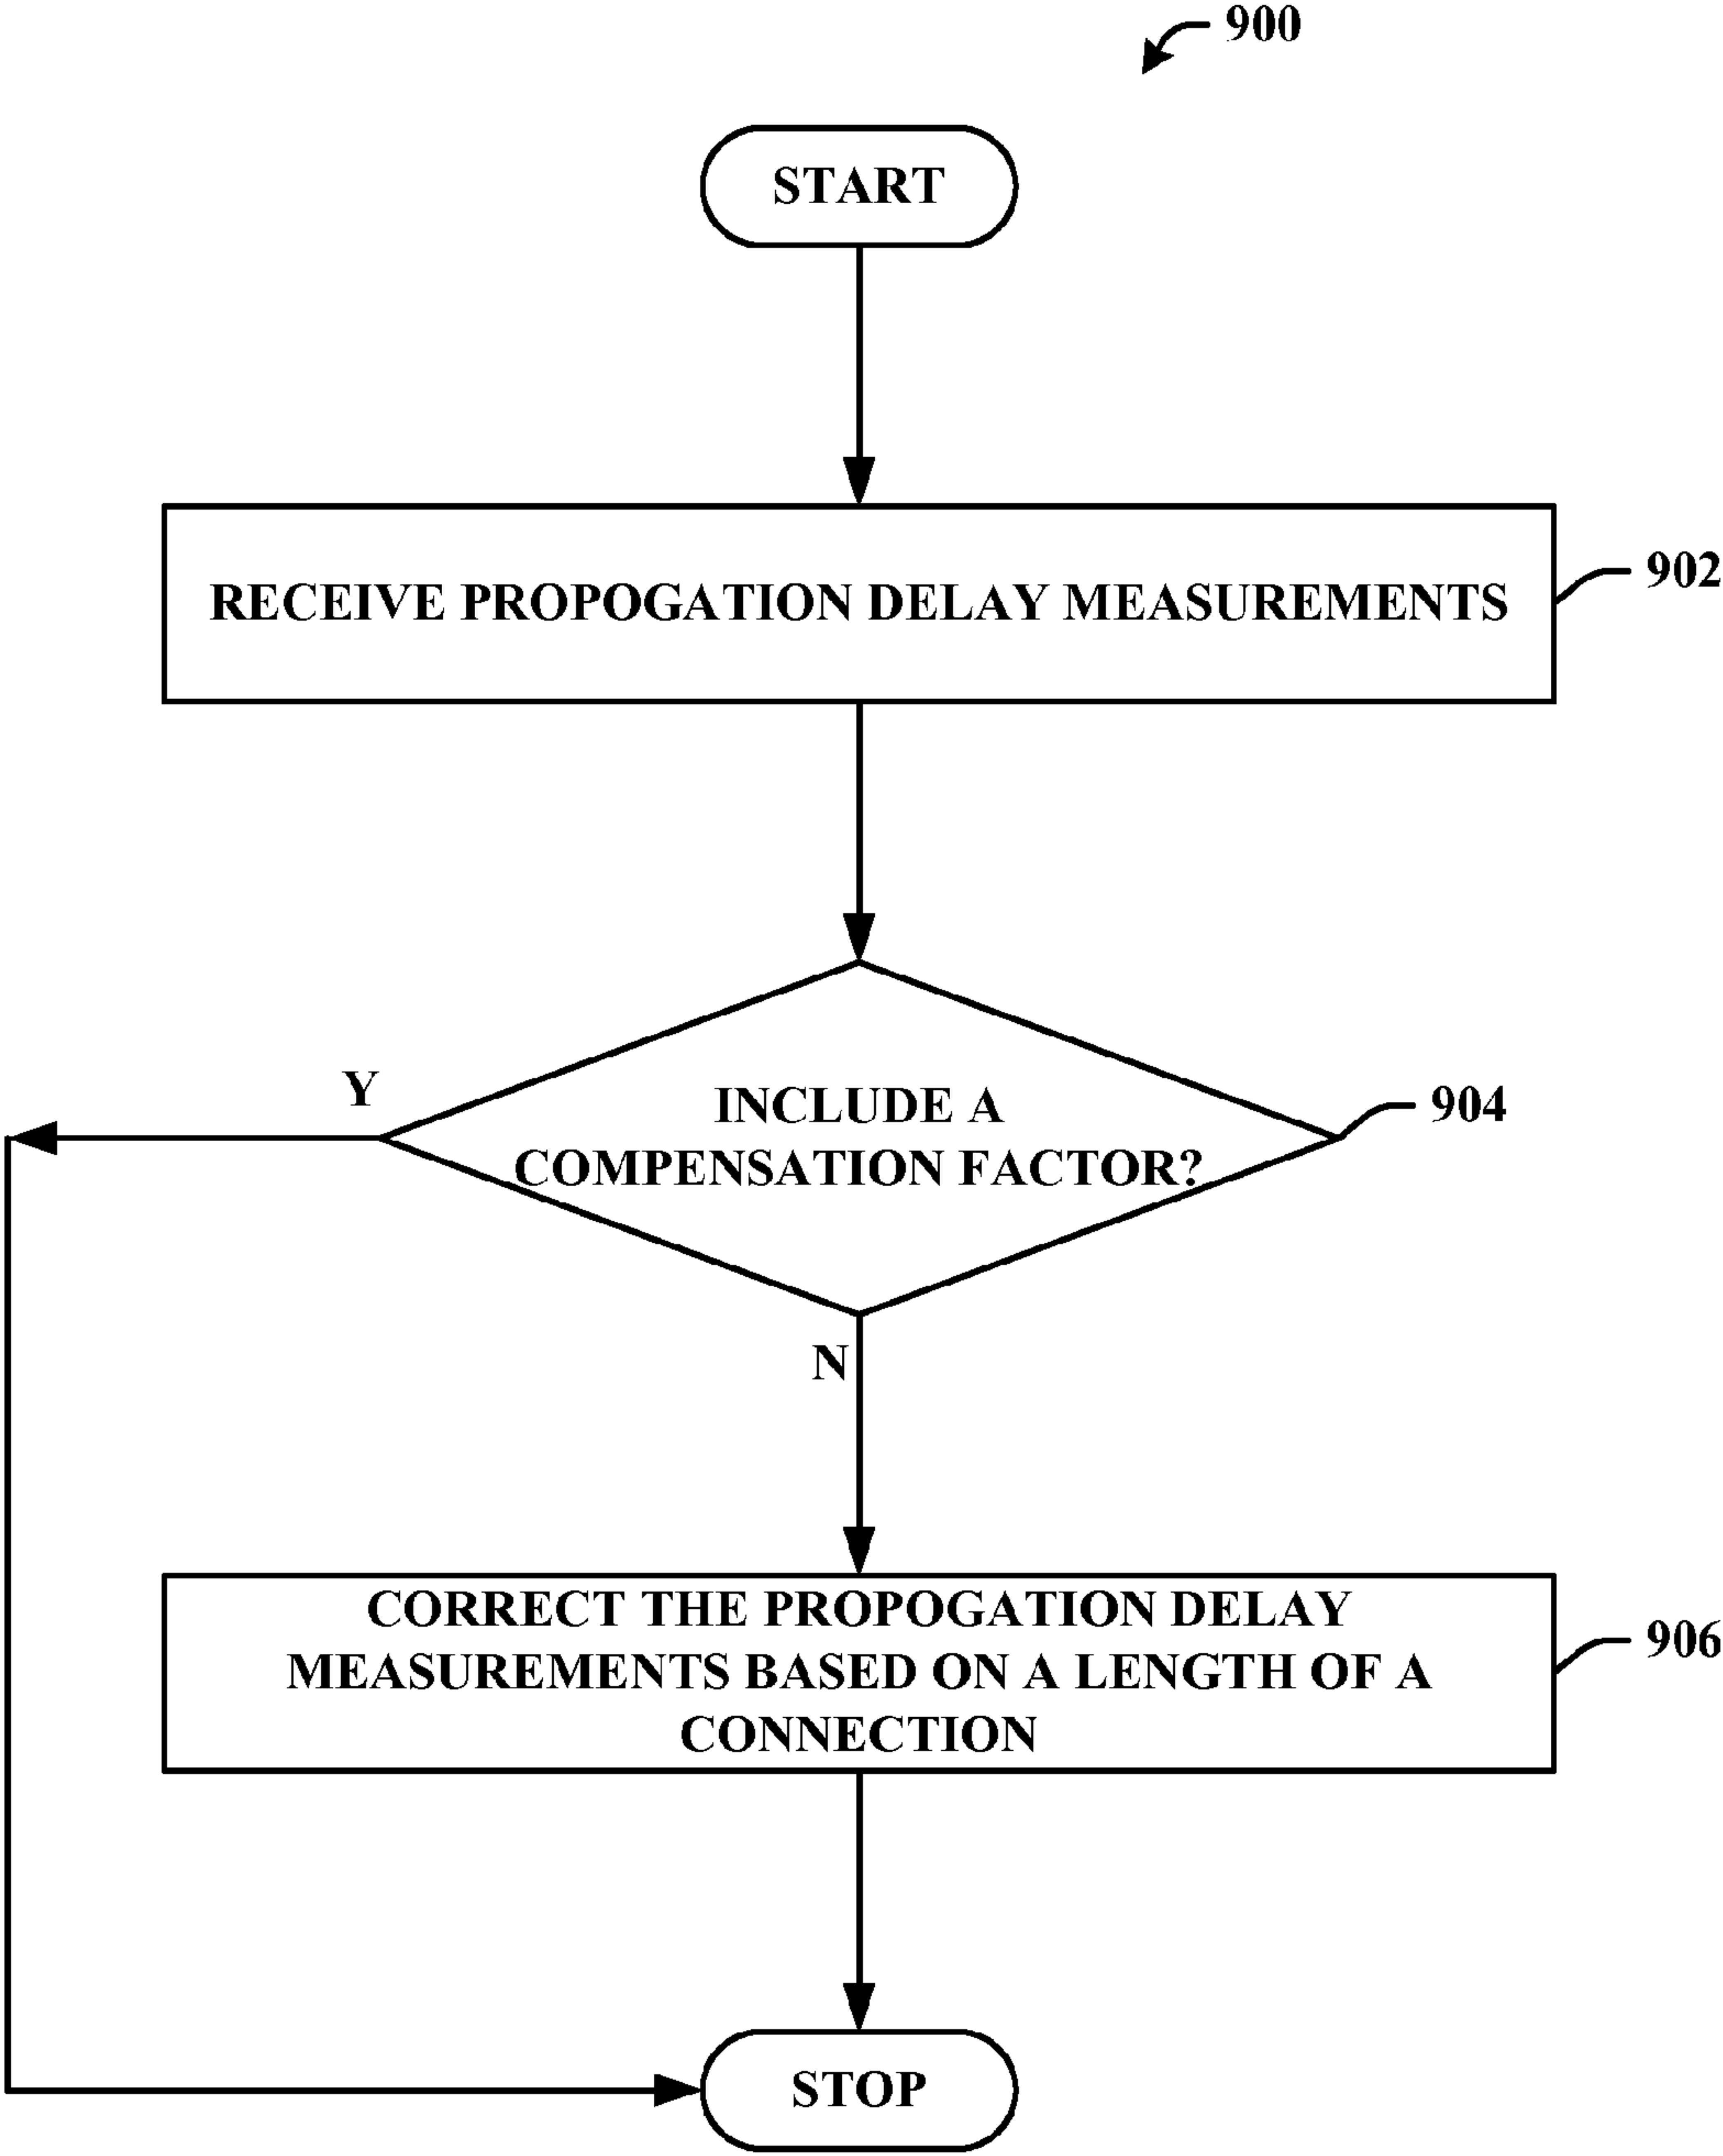 900
START
RECEIVE PROPOGATION DELAY MEASUREMENTS
902
Y
INCLUDE A
COMPENSATION FACTOR?
904
N
CORRECT THE PROPOGATION DELAY
MEASUREMENTS BASED ON A LENGTH OF A
CONNECTION
906
STOP